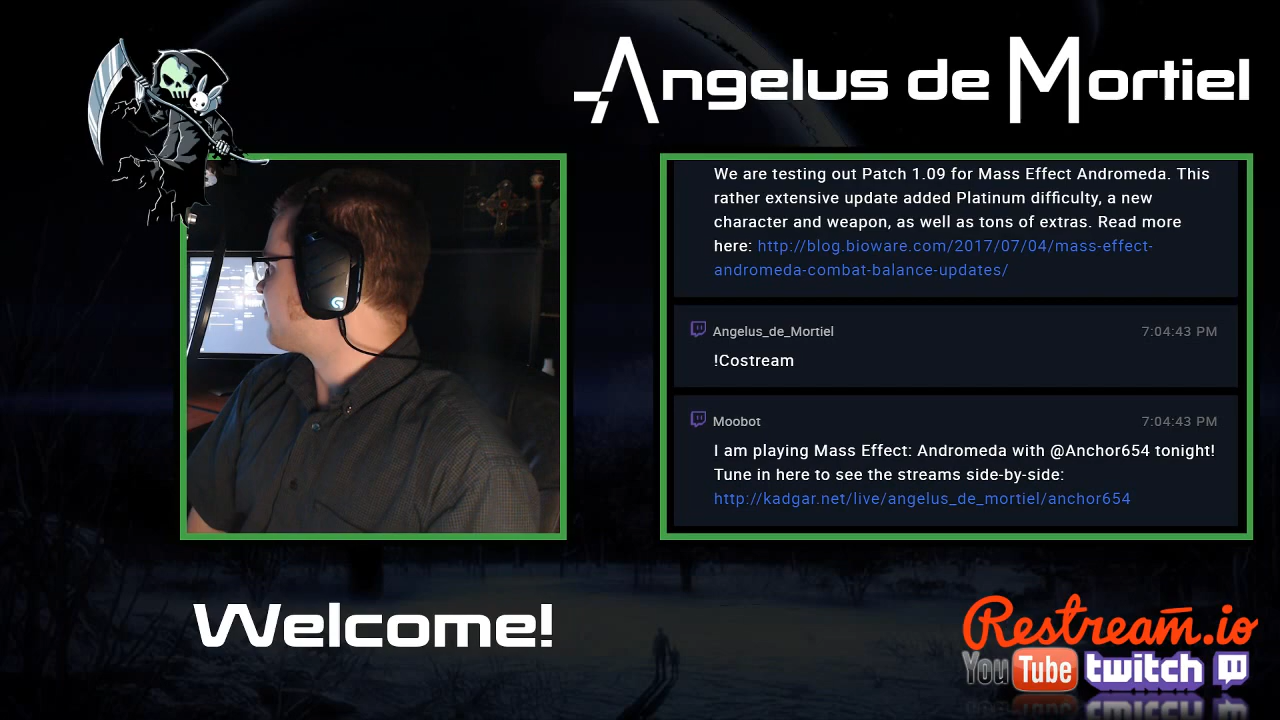 Angelus de Mortiel
We are testing out Patch 1.09 for Mass Effect Andromeda. This
rather extensive update added Platinum difficulty, a new
character and weapon, as well as tons of extras. Read more
here: http://blog.bioware.com/2017/07/04/mass-effect-
andromeda-combat-balance-updates/
Angelus_de_Mortiel 7:04:43 PM
!Costream
Moobot 7:04:43 PM
I am playing Mass Effect: Andromeda with @Anchor654 tonight!
Tune in here to see the streams side-by-side:
http://kadgar.net/live/angelus_de_mortiel/anchor654
Welcome!
Restream.io
YouTube twitch